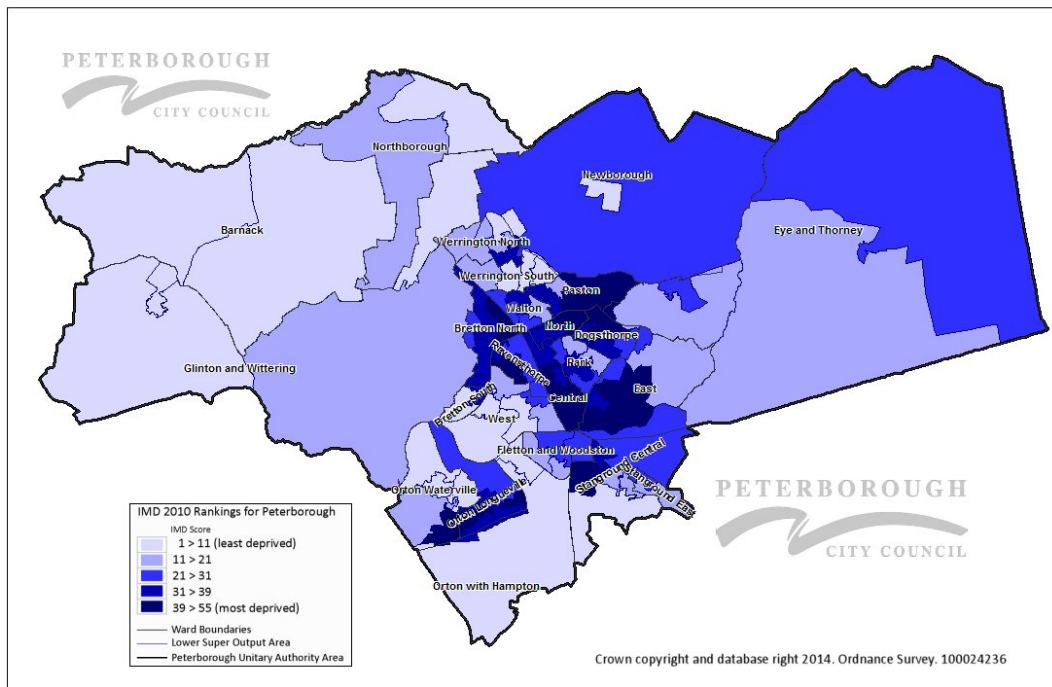 PETERBOROUGH
CITY COUNCIL
Northborough
Newborough
Barnack
Eye and Thorney
Werrington North
Werrington South
Paston
Walton
Bretton North
North
Dogsthorpe
Ravensthorpe
Park
Glinton and Wittering
East
Central
Bretton South
West
Fletton and Woodston
Stanground Central
Stanground East
Orton Waterville
Orton Longueville
Orton with Hampton
PETERBOROUGH
CITY COUNCIL
IMD 2010 Rankings for Peterborough
IMD Score
1 > 11 (least deprived)
11 > 21
21 > 31
31 > 39
39 > 55 (most deprived)
Ward Boundaries
Lower Super Output Area
Peterborough Unitary Authority Area
Crown copyright and database right 2014. Ordnance Survey. 100024236